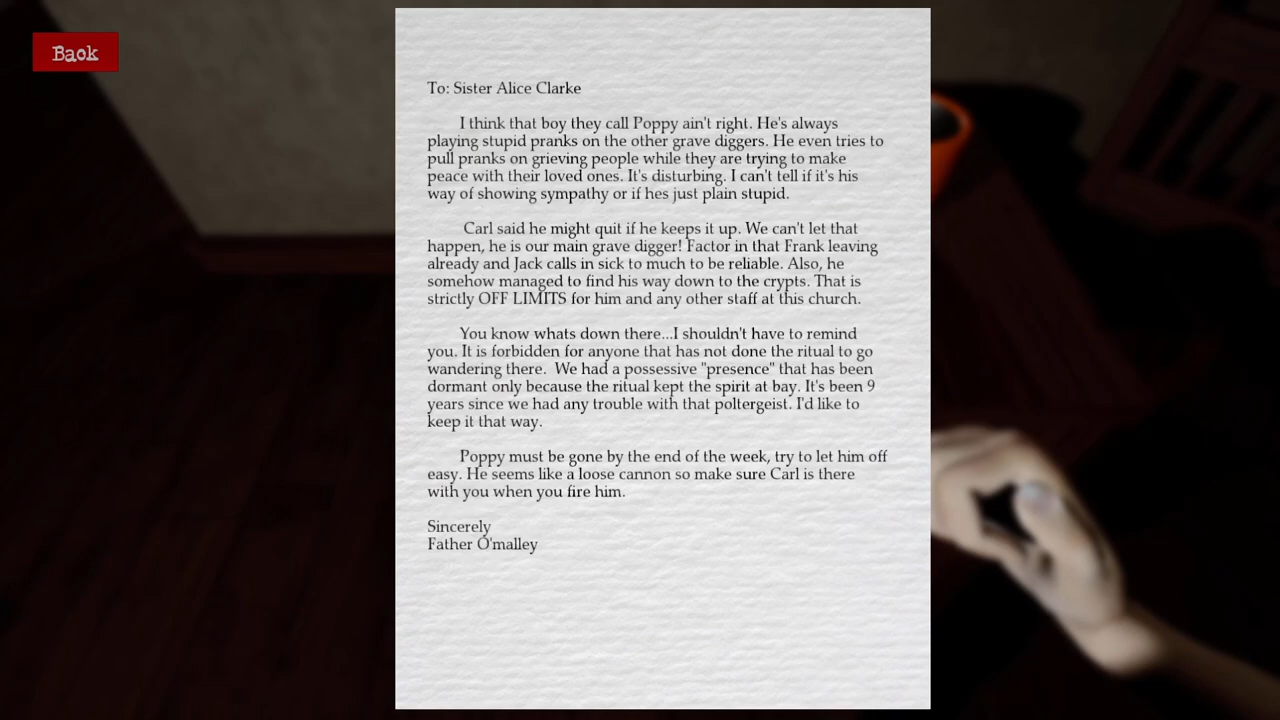 Back
To: Sister Alice Clarke
I think that boy they call Poppy ain't right. He's always
playing stupid pranks on the other grave diggers. He even tries to
pull pranks on grieving people while they are trying to make
peace with their loved ones. It's disturbing. I can't tell if it's his
way of showing sympathy or if hes just plain stupid.
Carl said he might quit if he keeps it up. We can't let that
happen, he is our main grave digger! Factor in that Frank leaving
already and Jack calls in sick to much to be reliable. Also, he
somehow managed to find his way down to the crypts. That is
strictly OFF LIMITS for him and any other staff at this church.
You know whats down there...I shouldn't have to remind
you. It is forbidden for anyone that has not done the ritual to go
wandering there.  We had a possessive "presence" that has been
dormant only because the ritual kept the spirit at bay. It's been 9
years since we had any trouble with that poltergeist. I'd like to
keep it that way.
Poppy must be gone by the end of the week, try to let him off
easy. He seems like a loose cannon so make sure Carl is there
with you when you fire him.
Sincerely
Father O'malley